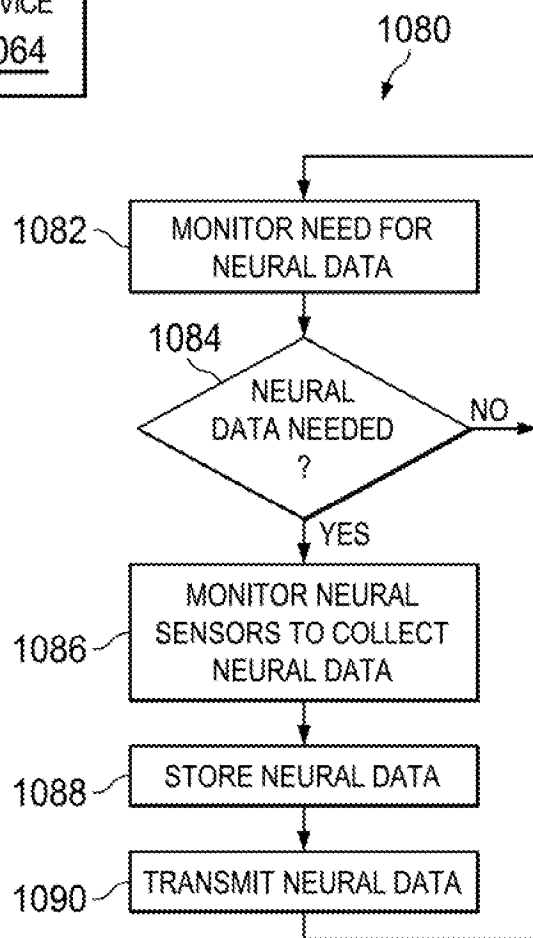 064
1080
1082
MONITOR NEED FOR
NEURAL DATA
1084
NEURAL
DATA NEEDED
?
NO
YES
1086
MONITOR NEURAL
SENSORS TO COLLECT
NEURAL DATA
1088
STORE NEURAL DATA
1090
TRANSMIT NEURAL DATA